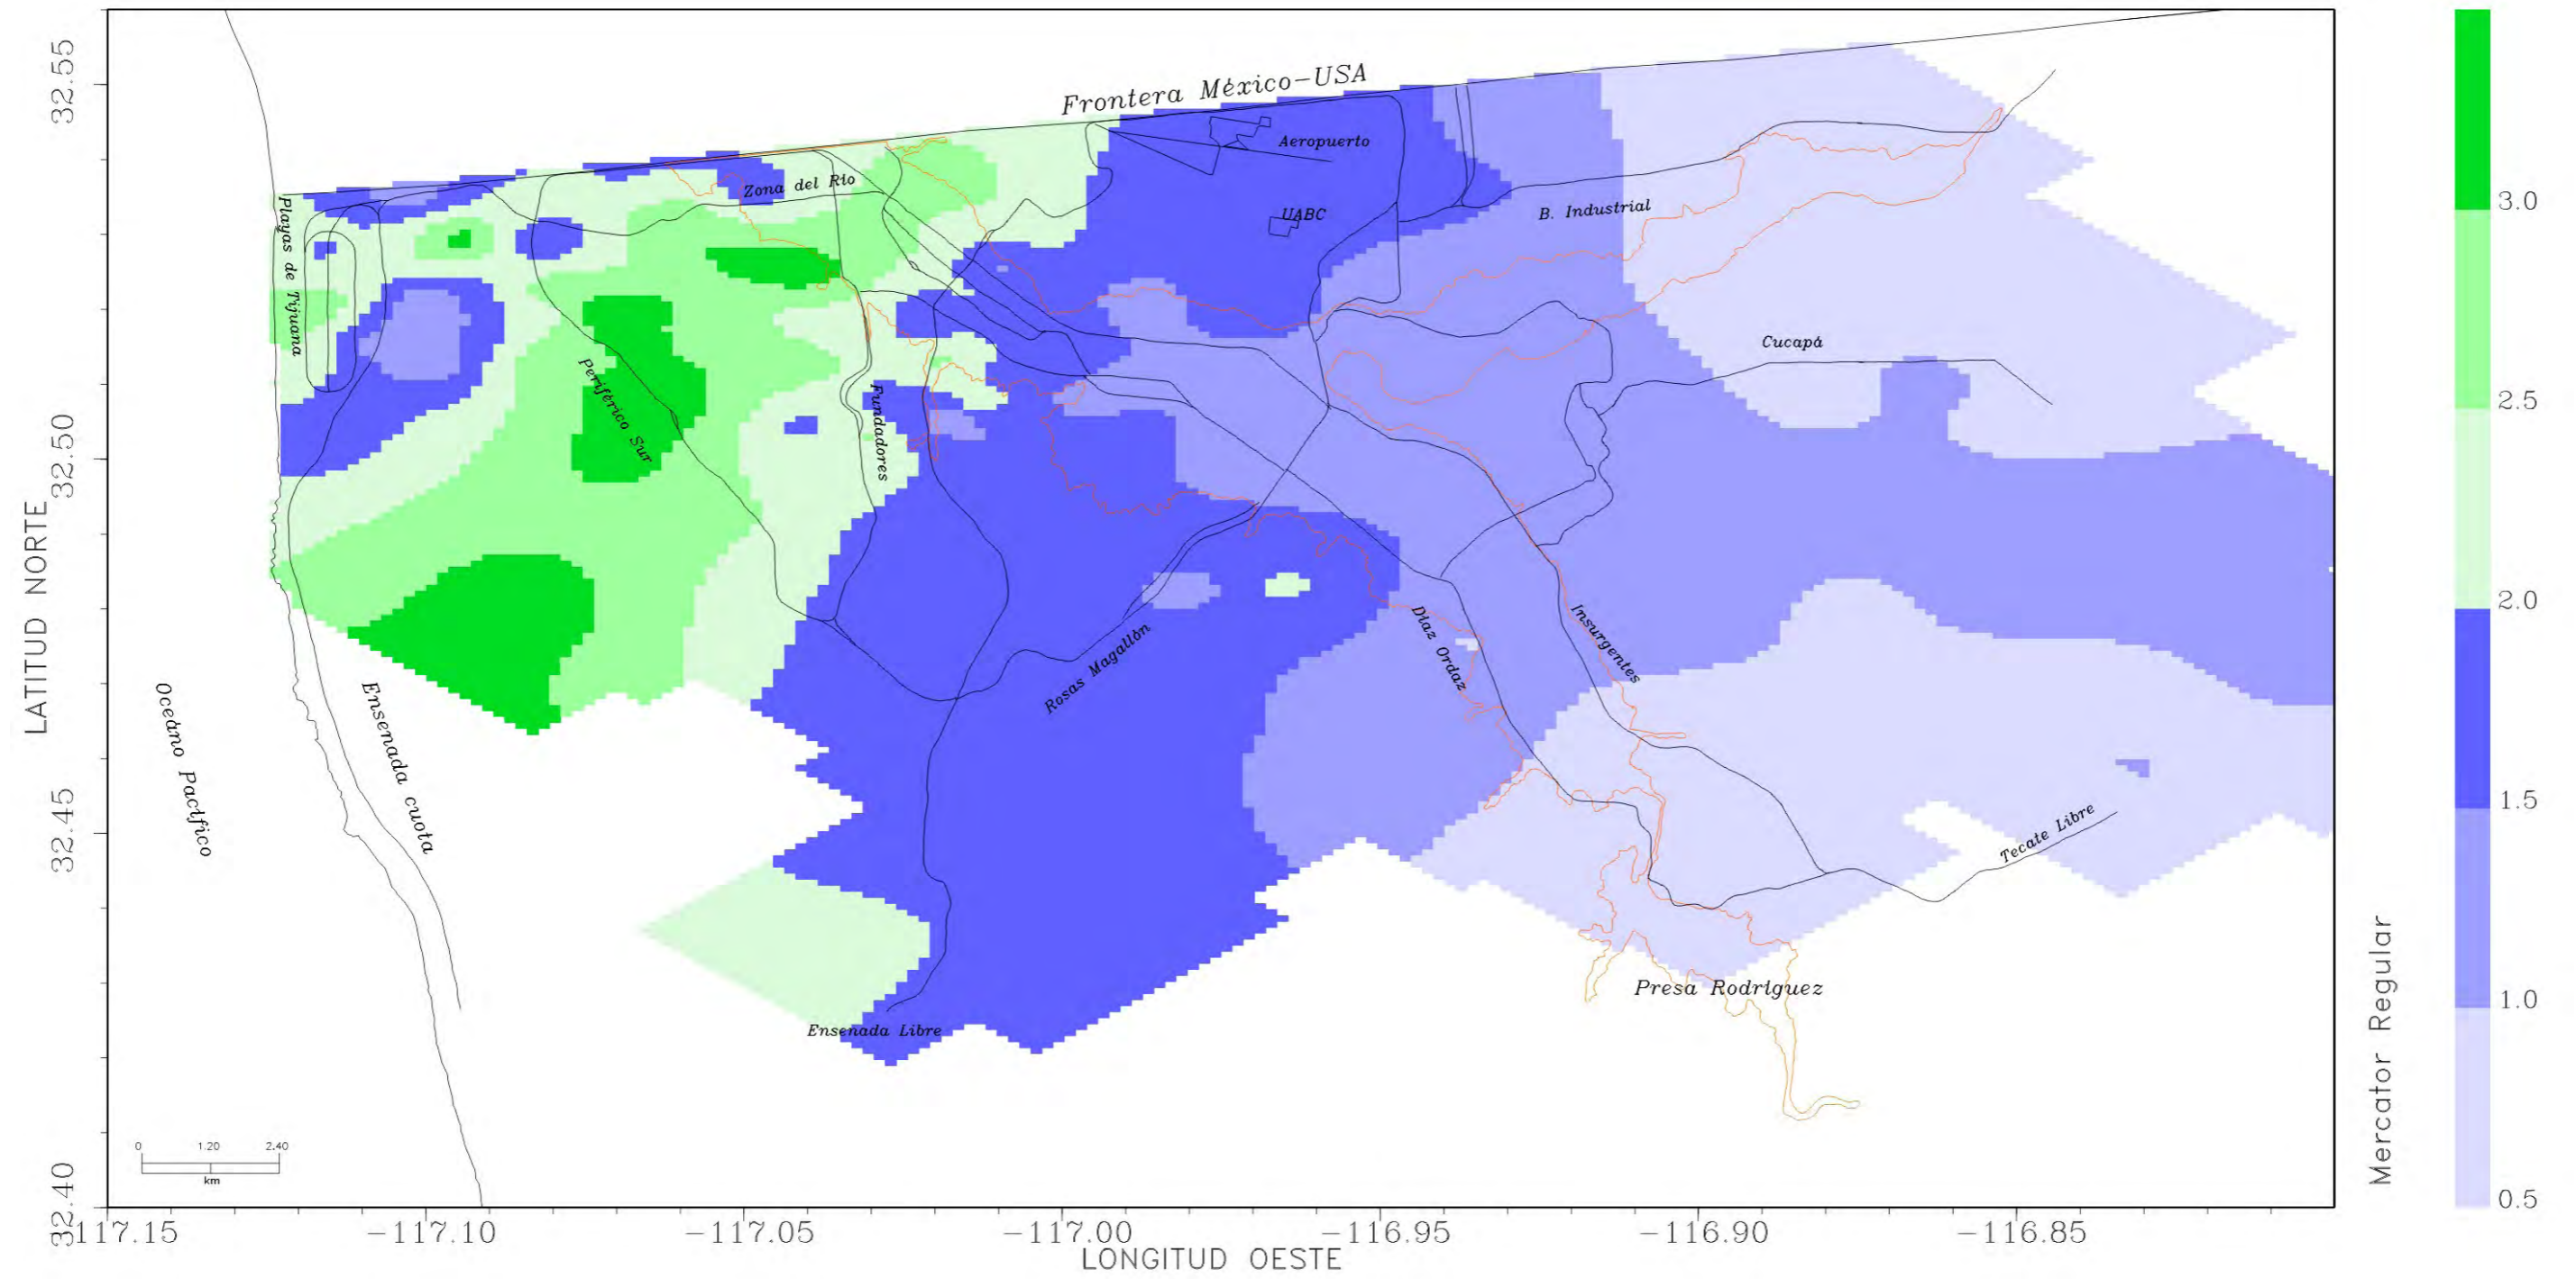 Frontera México-USA
Aeropuerto
Zona del Río
UABC
B. Industrial
Playas de Tijuana
Cucapá
Periférico Sur
Fundadores
Rosas Magallón
Díaz Ordaz
Insurgentes
Oceáno Pacífico
Ensenada cuota
Tecate Libre
Presa Rodríguez
Ensenada Libre
0 1.20 2.40
km
32.55
32.50
32.45
32.40
LATITUD NORTE
-117.15 -117.10 -117.05 -117.00 -116.95 -116.90 -116.85
LONGITUD OESTE
Mercator Regular
3.0
2.5
2.0
1.5
1.0
0.5